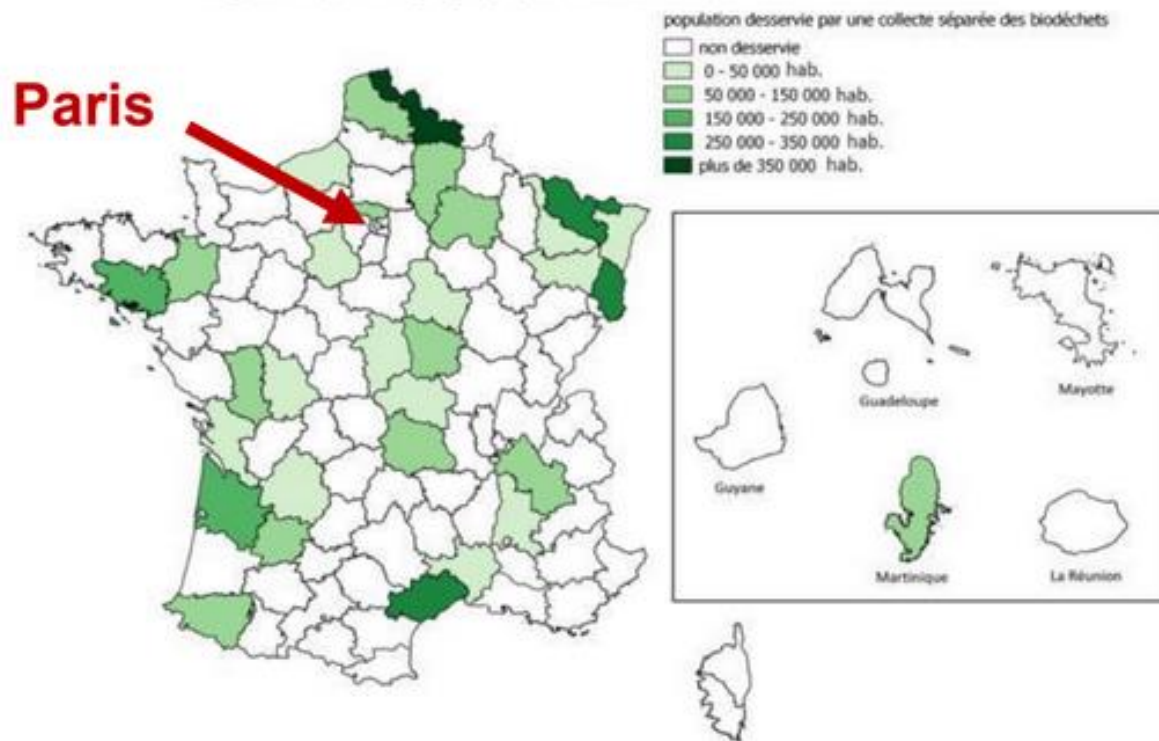 population desservie par une collecte séparée des biodéchets
non desservie
0 - 50 000 hab.
50 000 - 150 000 hab.
150 000 - 250 000 hab.
250 000 - 350 000 hab.
plus de 350 000 hab.
Paris
Guadeloupe
Mayotte
Guyane
Martinique
La Réunion